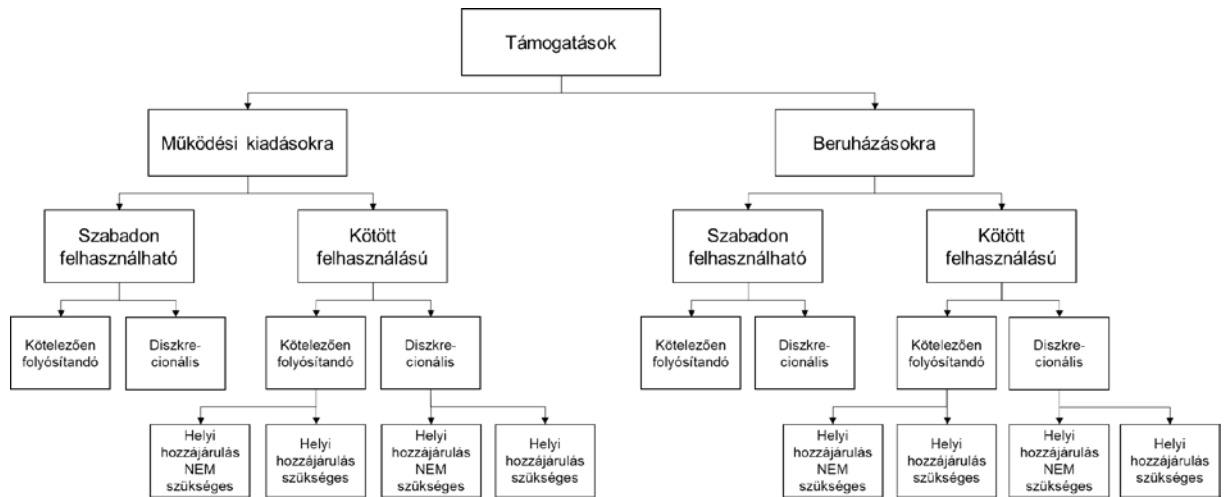 Támogatások
Működési kiadásokra
Beruházásokra
Szabadon
felhasználható
Kötött
felhasználású
Szabadon
felhasználható
Kötött
felhasználású
Kötelezően
folyósítandó
Diszkre-
cionális
Kötelezően
folyósítandó
Diszkre-
cionális
Kötelezően
folyósítandó
Diszkre-
cionális
Kötelezően
folyósítandó
Diszkre-
cionális
Helyi
hozzájárulás
NEM
szükséges
Helyi
hozzájárulás
szükséges
Helyi
hozzájárulás
NEM
szükséges
Helyi
hozzájárulás
szükséges
Helyi
hozzájárulás
NEM
szükséges
Helyi
hozzájárulás
szükséges
Helyi
hozzájárulás
NEM
szükséges
Helyi
hozzájárulás
szükséges